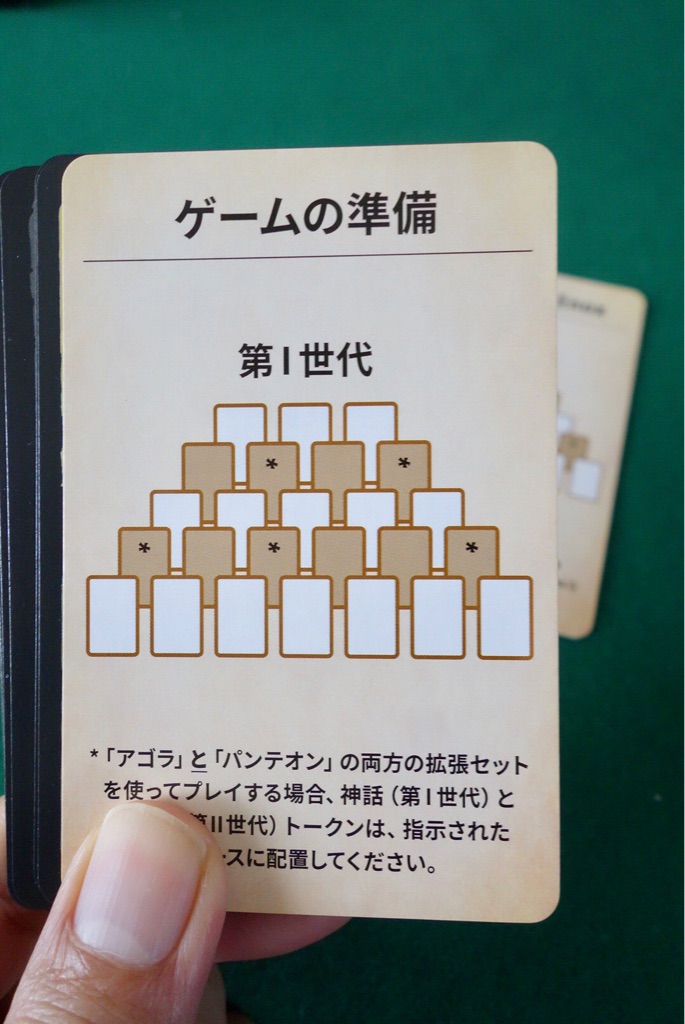 ゲームの準備
第I世代
* *
* * *
*「アゴラ」と「パンテオン」の両方の拡張セット
を使ってプレイする場合、神話（第I世代）と
第II世代）トークンは、指示された
スに配置してください。